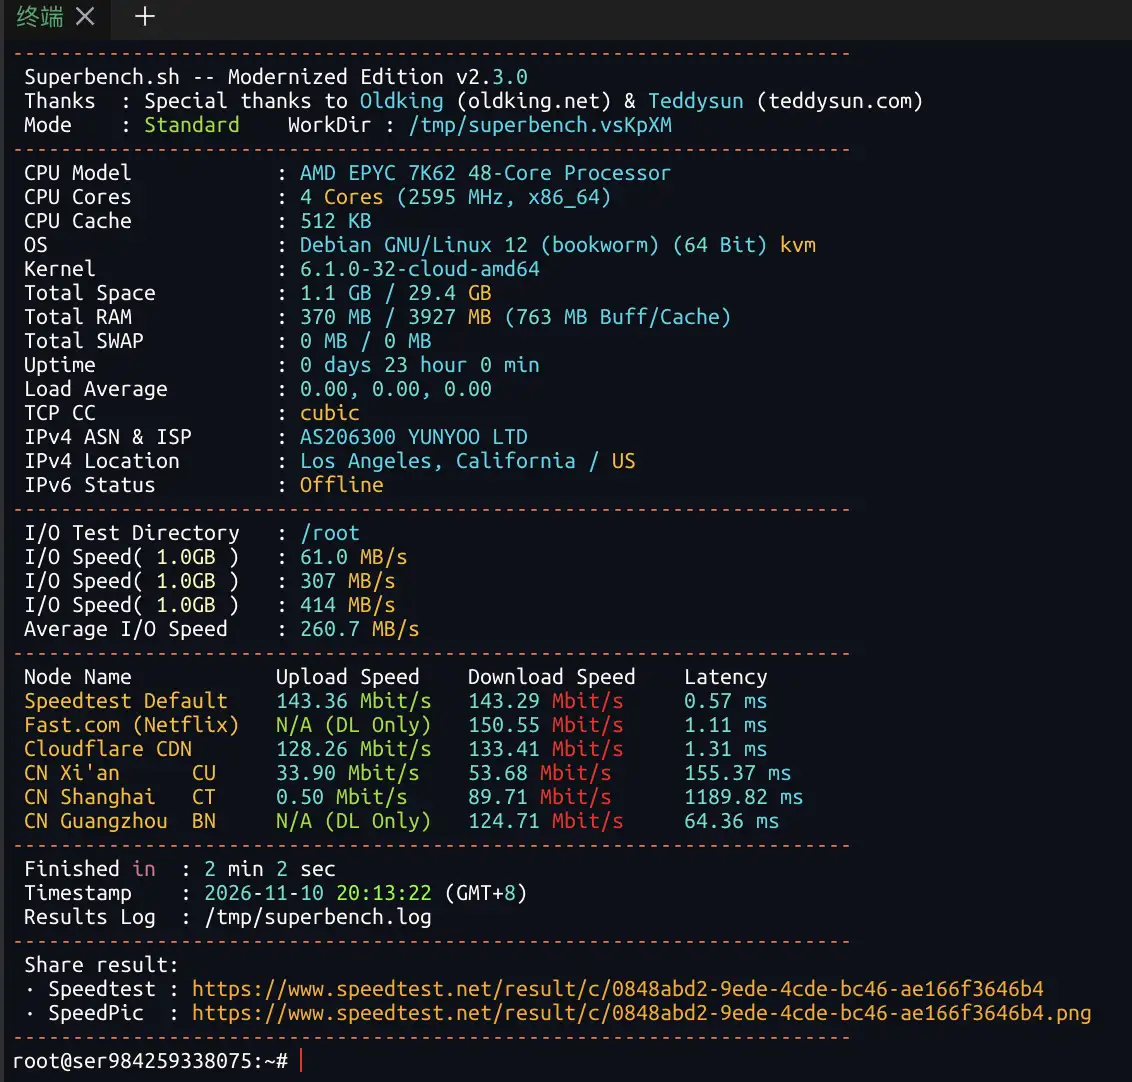 终端 × +
----------------------------------------------------------------------
Superbench.sh -- Modernized Edition v2.3.0
Thanks  : Special thanks to Oldking (oldking.net) & Teddysun (teddysun.com)
Mode    : Standard    WorkDir : /tmp/superbench.vsKpXM
----------------------------------------------------------------------
CPU Model            : AMD EPYC 7K62 48-Core Processor
CPU Cores            : 4 Cores (2595 MHz, x86_64)
CPU Cache            : 512 KB
OS                   : Debian GNU/Linux 12 (bookworm) (64 Bit) kvm
Kernel               : 6.1.0-32-cloud-amd64
Total Space          : 1.1 GB / 29.4 GB
Total RAM            : 370 MB / 3927 MB (763 MB Buff/Cache)
Total SWAP           : 0 MB / 0 MB
Uptime               : 0 days 23 hour 0 min
Load Average         : 0.00, 0.00, 0.00
TCP CC               : cubic
IPv4 ASN & ISP       : AS206300 YUNYOO LTD
IPv4 Location        : Los Angeles, California / US
IPv6 Status          : Offline
----------------------------------------------------------------------
I/O Test Directory   : /root
I/O Speed( 1.0GB )   : 61.0 MB/s
I/O Speed( 1.0GB )   : 307 MB/s
I/O Speed( 1.0GB )   : 414 MB/s
Average I/O Speed    : 260.7 MB/s
----------------------------------------------------------------------
Node Name            Upload Speed    Download Speed    Latency
Speedtest Default    143.36 Mbit/s   143.29 Mbit/s     0.57 ms
Fast.com (Netflix)   N/A (DL Only)   150.55 Mbit/s     1.11 ms
Cloudflare CDN       128.26 Mbit/s   133.41 Mbit/s     1.31 ms
CN Xi'an      CU     33.90 Mbit/s    53.68 Mbit/s      155.37 ms
CN Shanghai   CT     0.50 Mbit/s     89.71 Mbit/s      1189.82 ms
CN Guangzhou  BN     N/A (DL Only)   124.71 Mbit/s     64.36 ms
----------------------------------------------------------------------
Finished in  : 2 min 2 sec
Timestamp    : 2026-11-10 20:13:22 (GMT+8)
Results Log  : /tmp/superbench.log
----------------------------------------------------------------------
Share result:
· Speedtest : https://www.speedtest.net/result/c/0848abd2-9ede-4cde-bc46-ae166f3646b4
· SpeedPic  : https://www.speedtest.net/result/c/0848abd2-9ede-4cde-bc46-ae166f3646b4.png
----------------------------------------------------------------------
root@ser984259338075:~#